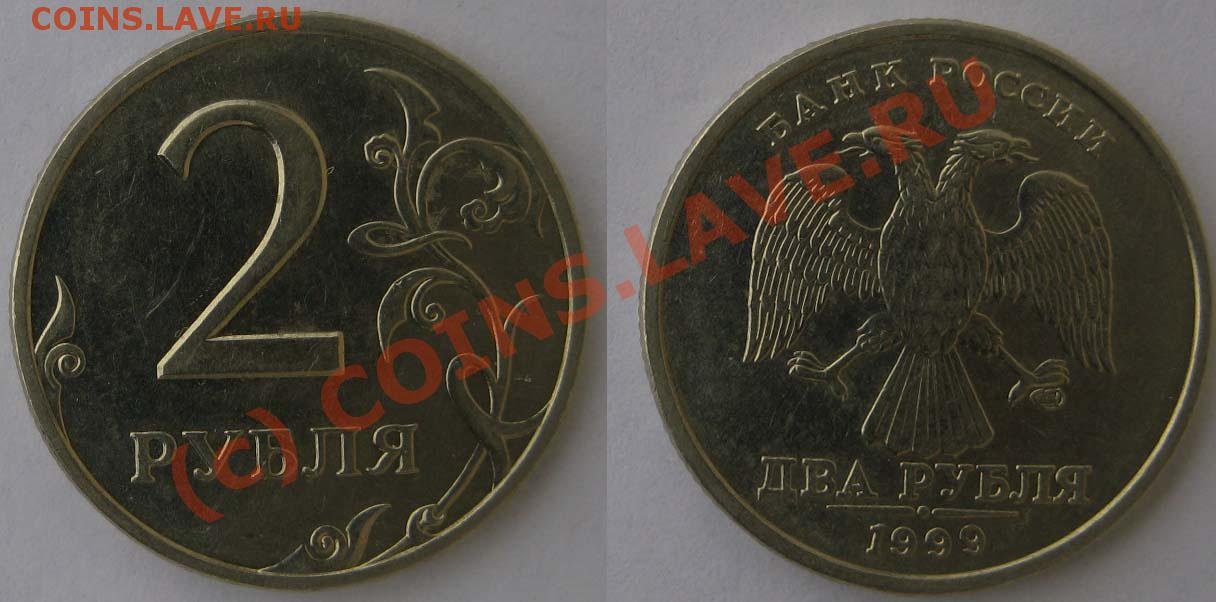 COINS.LAVE.RU
2
РУБЛЯ
(c) COINS.LAVE.RU
БАНК РОССИИ
ДВА РУБЛЯ
1999